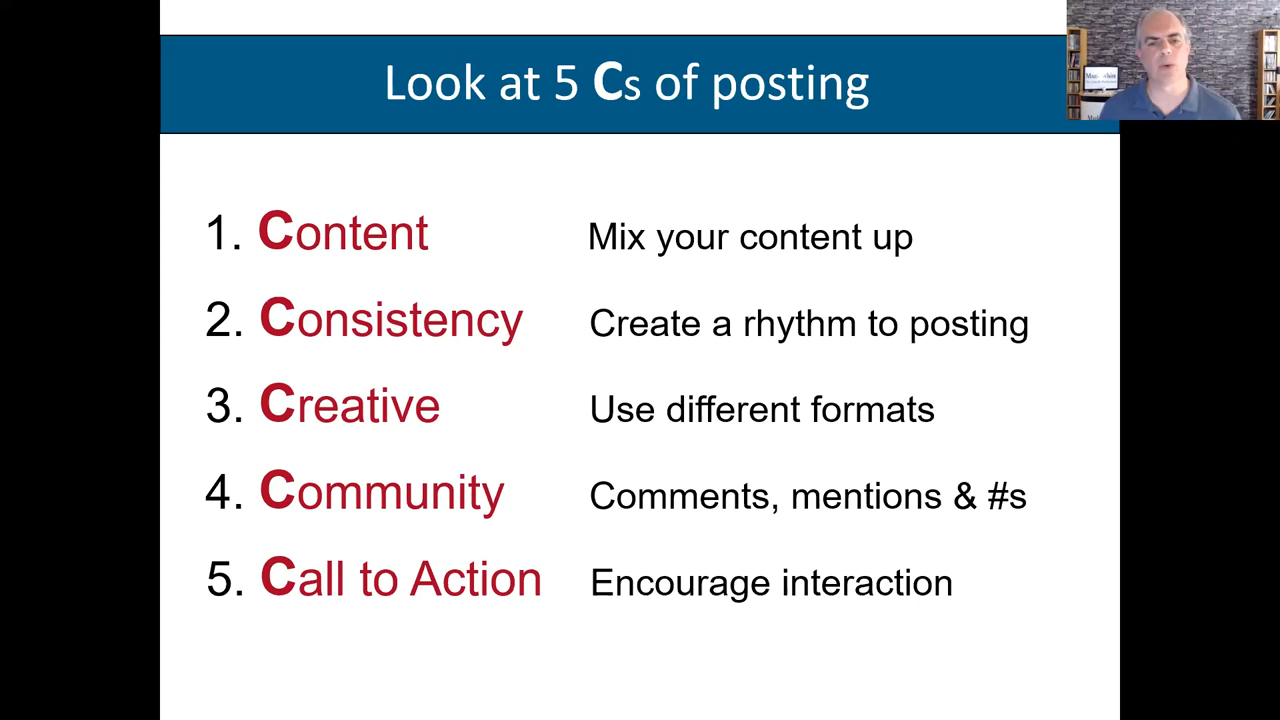 Look at 5 Cs of posting
1. Content Mix your content up
2. Consistency Create a rhythm to posting
3. Creative Use different formats
4. Community Comments, mentions & #s
5. Call to Action Encourage interaction